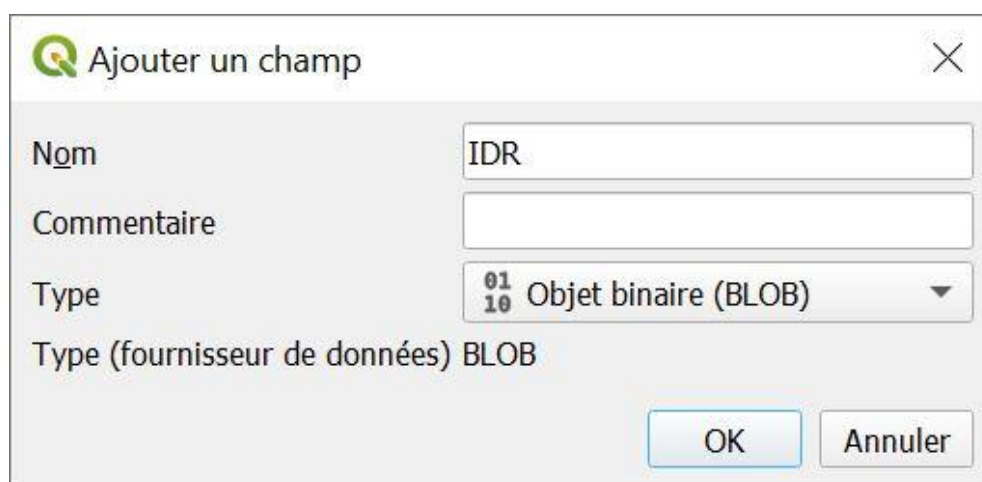 Ajouter un champ
Nom IDR
Commentaire
Type 01 10 Objet binaire (BLOB)
Type (fournisseur de données) BLOB
OK Annuler